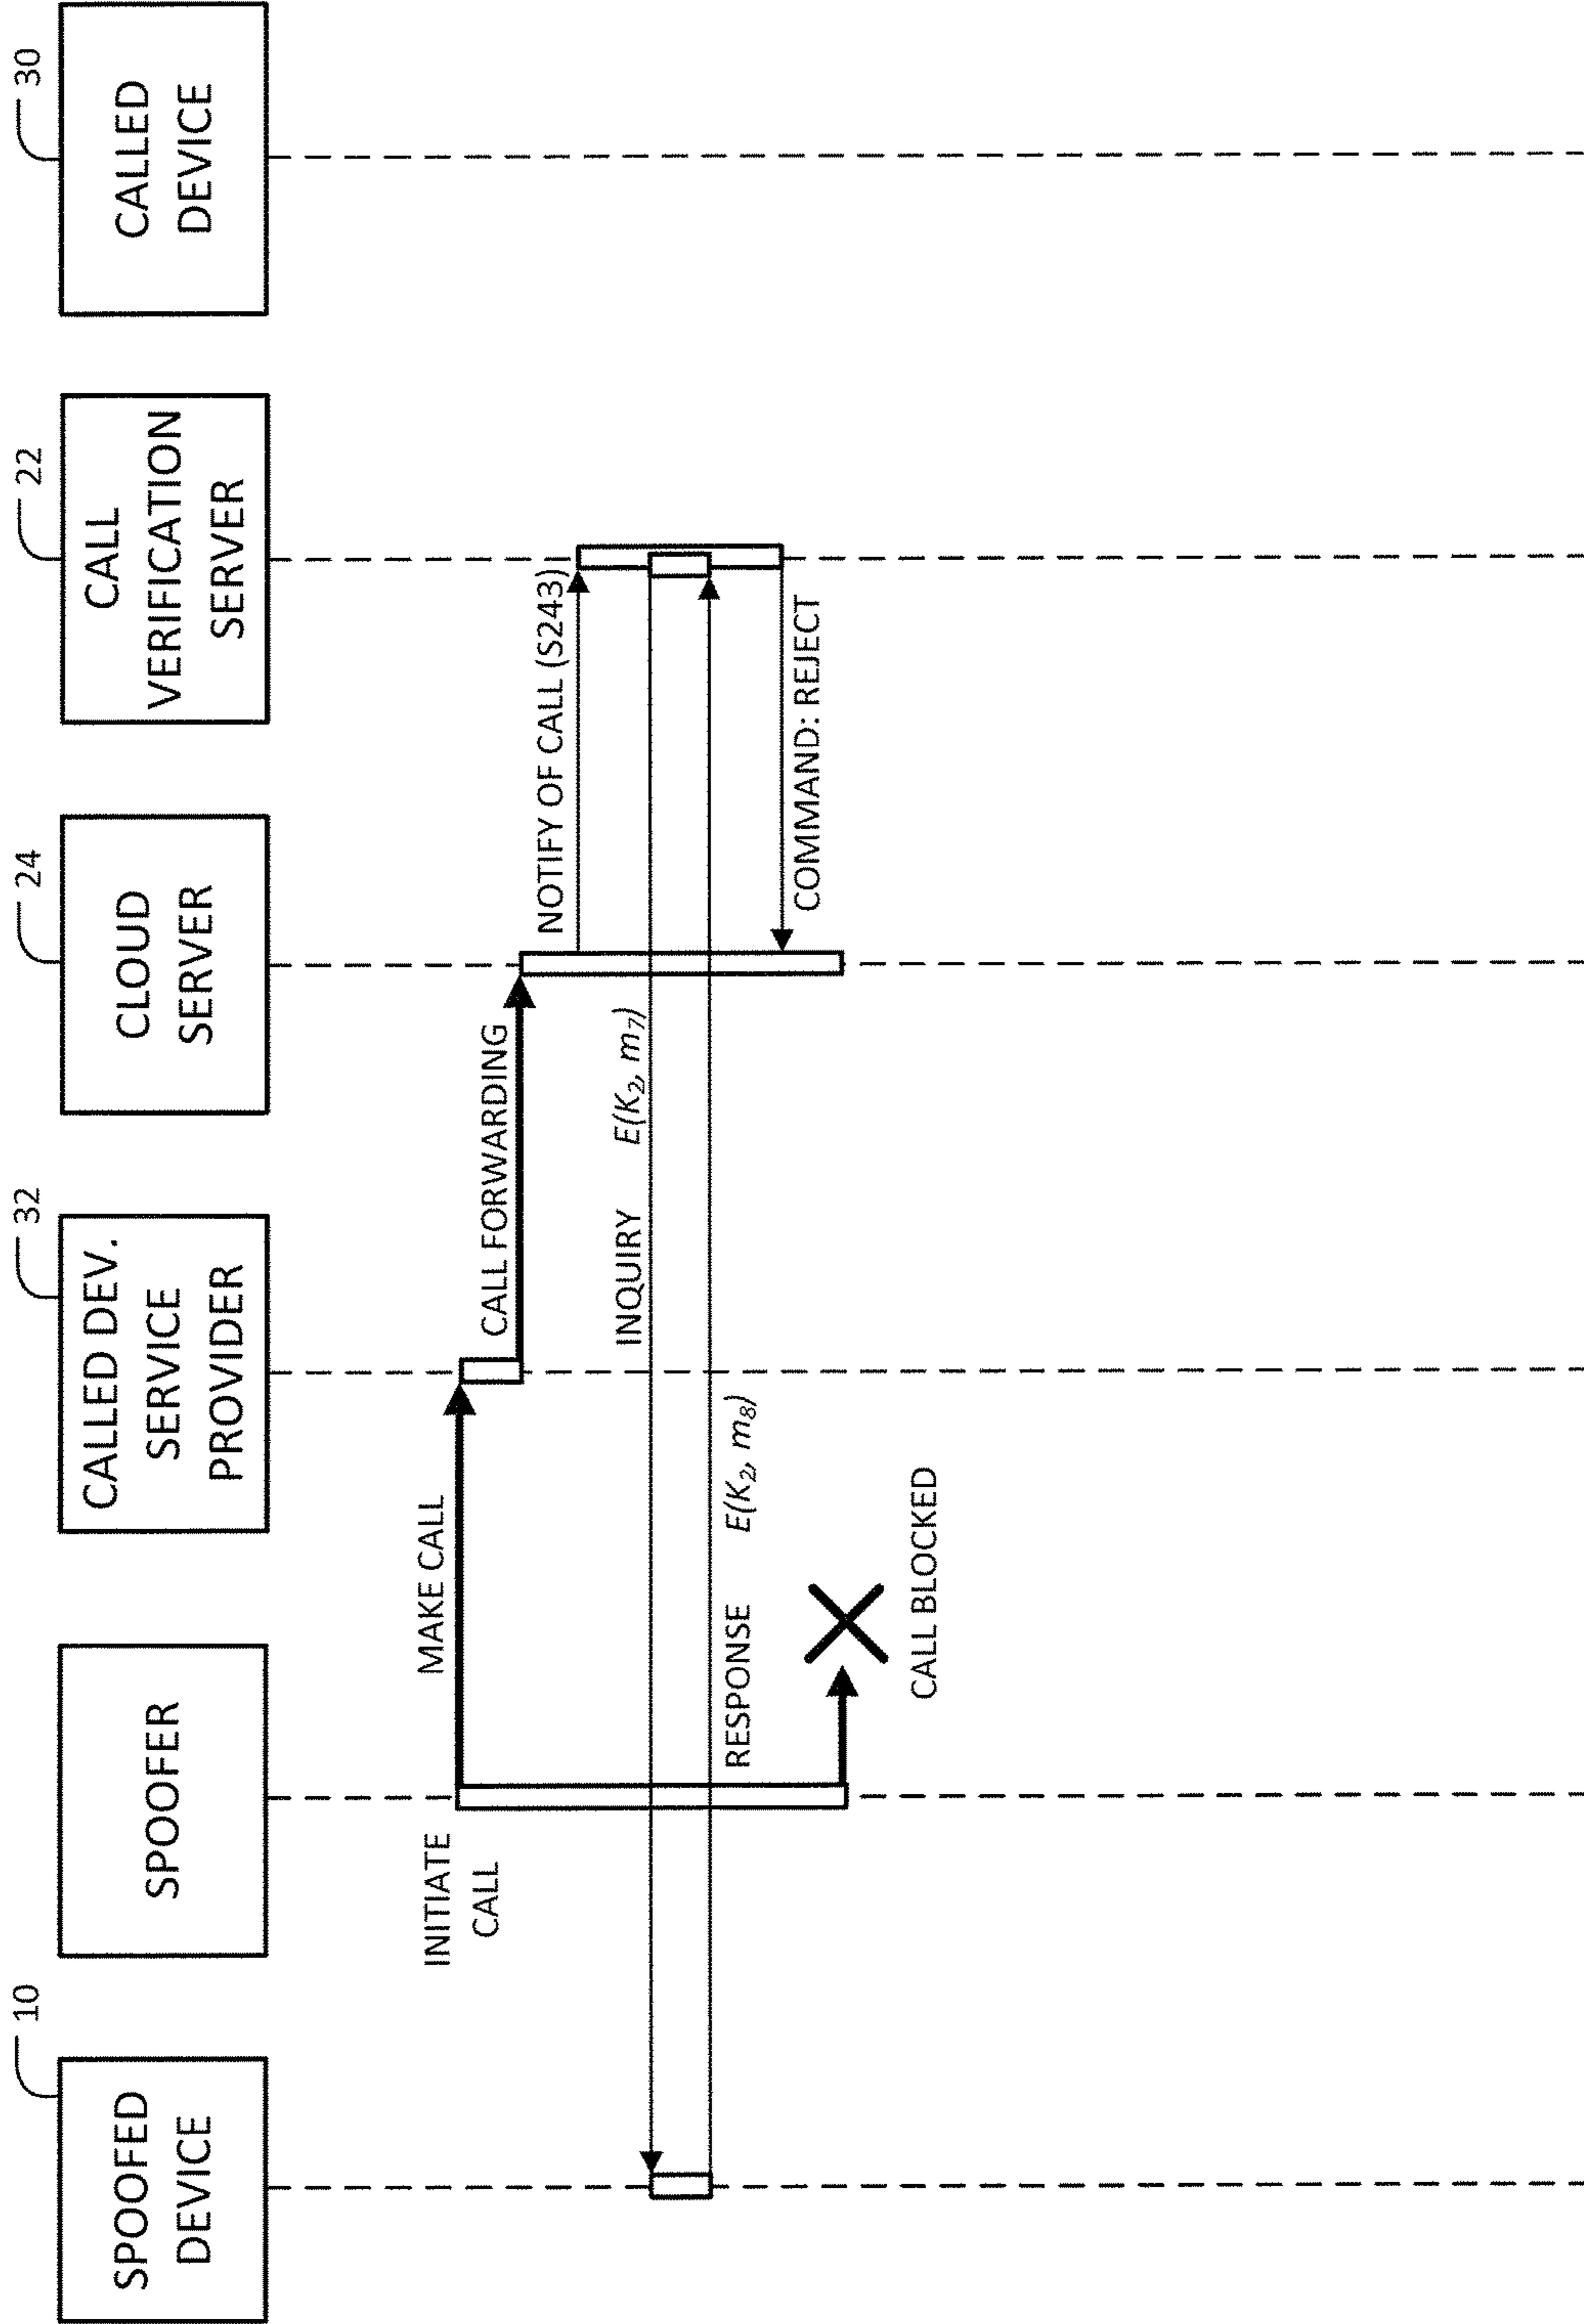 10
SPOOFED
DEVICE
SPOOFER
32
CALLED DEV.
SERVICE
PROVIDER
24
CLOUD
SERVER
22
CALL
VERIFICATION
SERVER
30
CALLED
DEVICE
INITIATE
CALL
MAKE CALL
CALL FORWARDING
NOTIFY OF CALL (S243)
INQUIRY E(K₂, m₇)
RESPONSE E(K₂, m₈)
COMMAND: REJECT
CALL BLOCKED